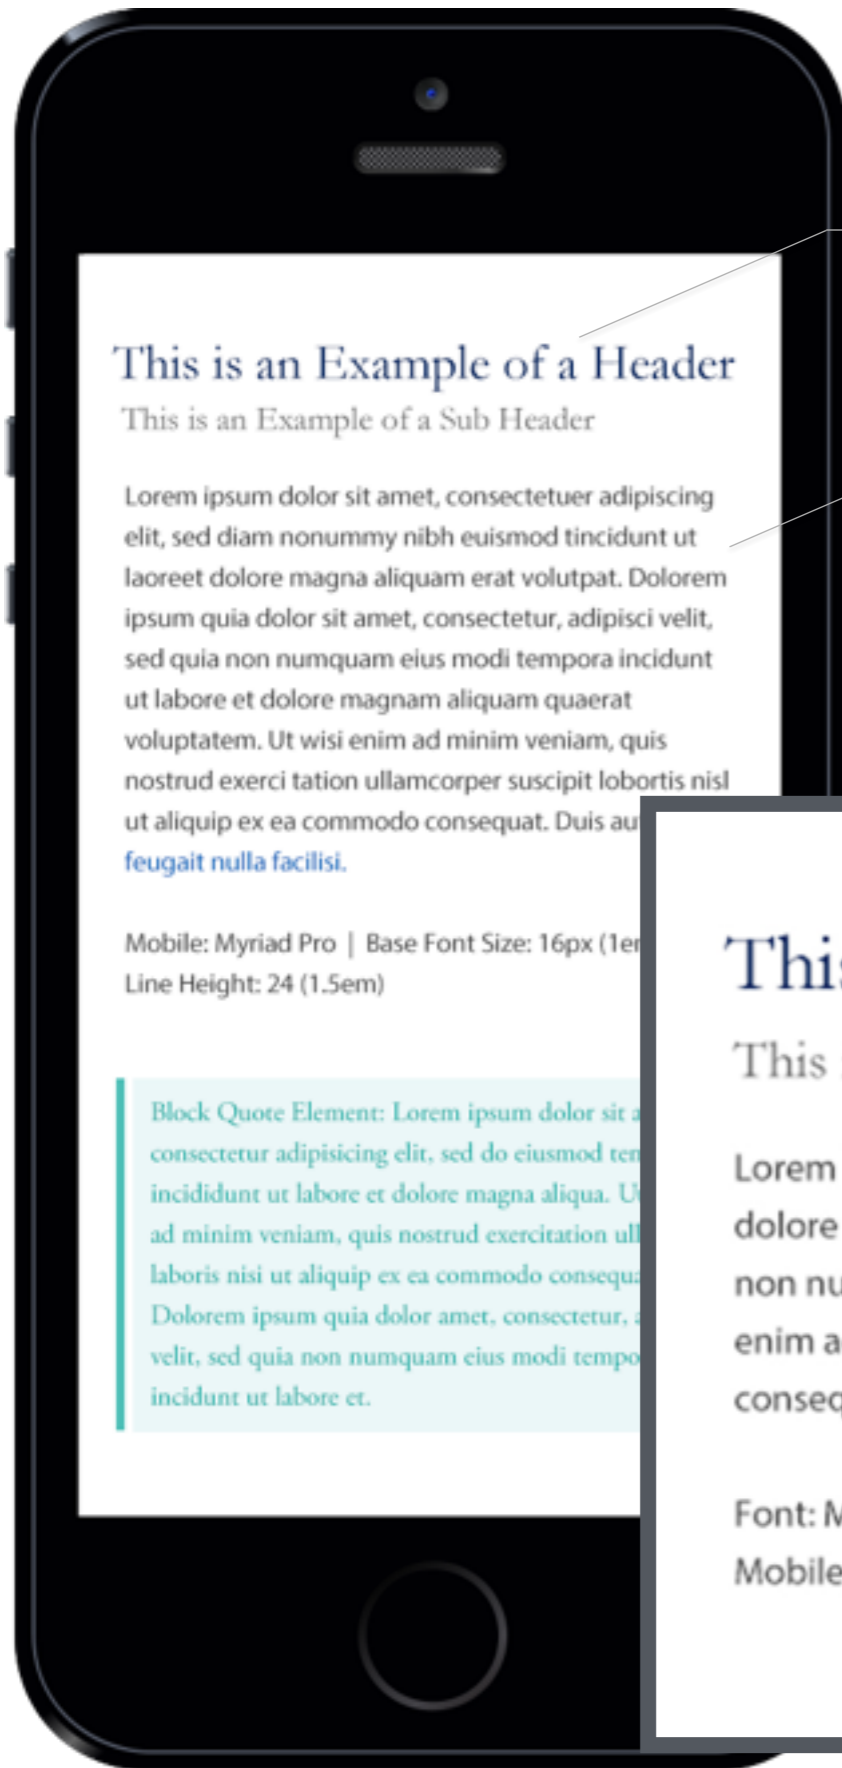 This is an Example of a Header
This is an Example of a Sub Header
Lorem ipsum dolor sit amet, consectetuer adipiscing
elit, sed diam nonummy nibh euismod tincidunt ut
laoreet dolore magna aliquam erat volutpat. Dolorem
ipsum quia dolor sit amet, consectetur, adipisci velit,
sed quia non numquam eius modi tempora incidunt
ut labore et dolore magnam aliquam quaerat
voluptatem. Ut wisi enim ad minim veniam, quis
nostrud exerci tation ullamcorper suscipit lobortis nisl
ut aliquip ex ea commodo consequat. Duis
feugait nulla facilisi.
Mobile: Myriad Pro | Base Font Size: 16px
Line Height: 24 (1.5em)
Block Quote Element: Lorem ipsum dolor sit
consectetur adipisicing elit, sed do eiusmod
incididunt ut labore et dolore magna aliqua.
ad minim veniam, quis nostrud exercitation
laboris nisi ut aliquip ex ea commodo
Dolorem ipsum quia dolor amet, consectetur,
velit, sed quia non numquam eius modi
incidunt ut labore et.
This
Lorem
dolore
non
enim
Font:
Mobile